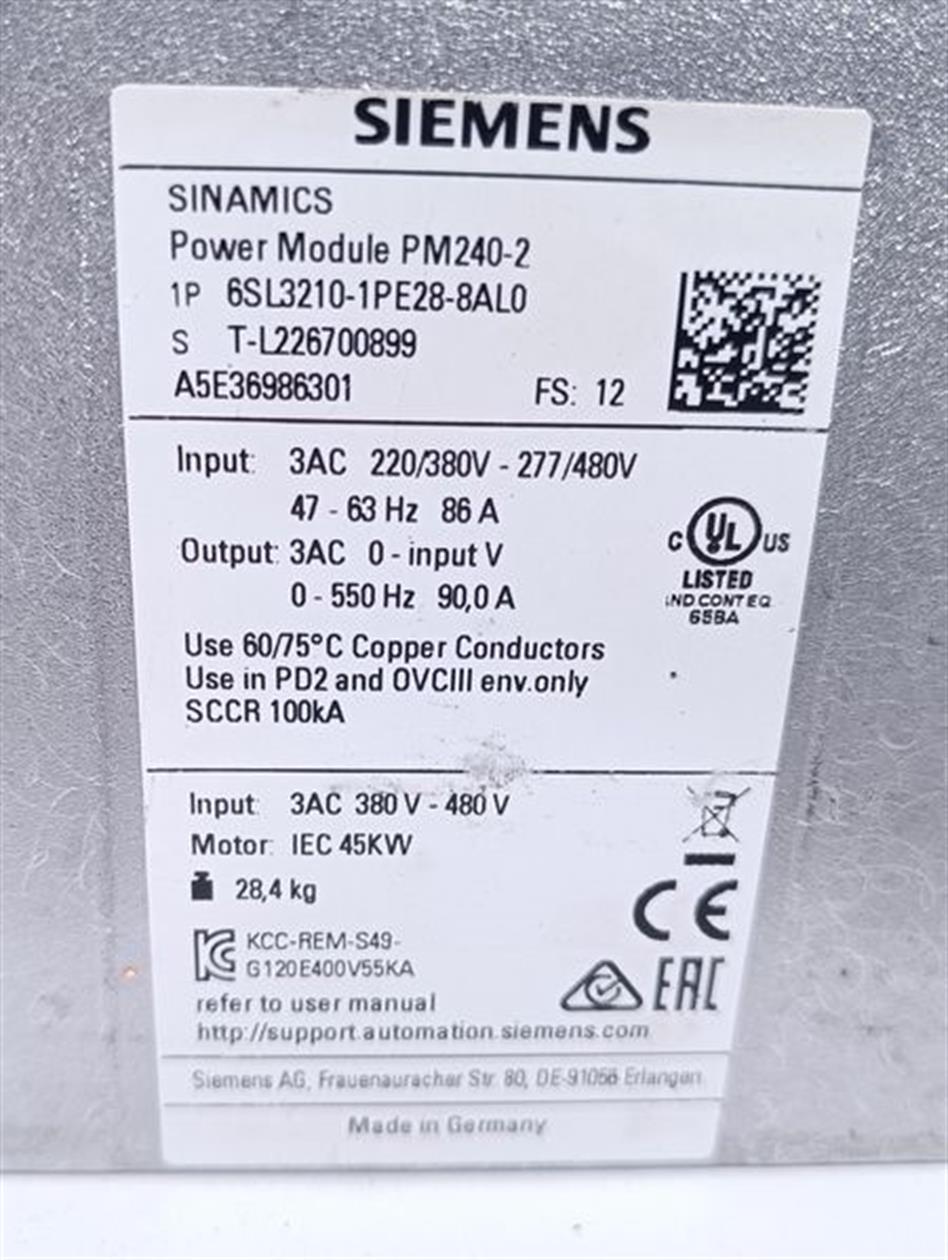 SIEMENS
SINAMICS
Power Module PM240-2
1P 6SL3210-1PE28-8AL0
S T-L226700899
A5E36986301 FS: 12
Input: 3AC 220/380V - 277/480V
47 - 63 Hz 86 A
Output: 3AC 0 - input V
0 - 550 Hz 90,0 A
C UL US
LISTED
IND CONT EQ
65BA
Use 60/75°C Copper Conductors
Use in PD2 and OVCIII env.only
SCCR 100kA
Input: 3AC 380 V - 480 V
Motor: IEC 45KW
28,4 kg
CE
KCC-REM-S49-
G120E400V55KA
EAC
refer to user manual
http://support.automation.siemens.com
Siemens AG, Frauenauracher Str. 80, DE-91056 Erlangen
Made in Germany